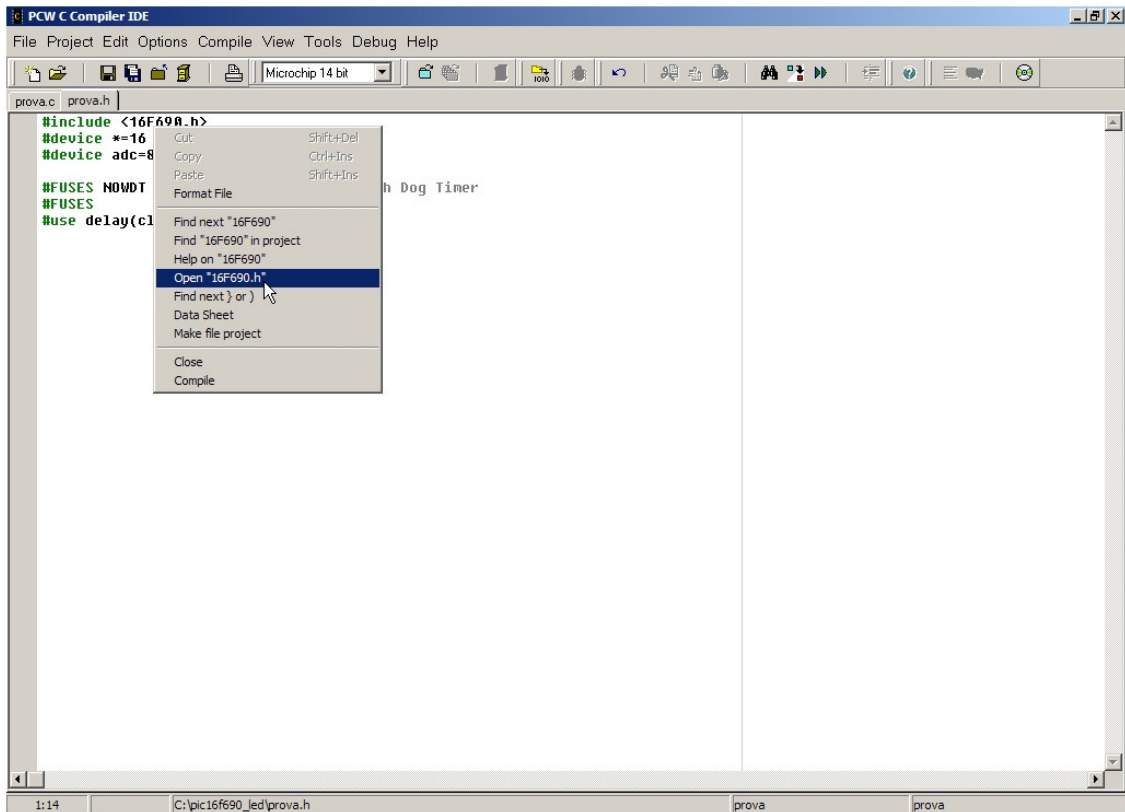 PCW C Compiler IDE
File Project Edit Options Compile View Tools Debug Help
Microchip 14 bit
1010
prova.c prova.h
#include <16F690.h>
#device *=16
#device adc=8
#FUSES NOWDT h Dog Timer
#FUSES
#use delay(cl
Cut Shift+Del
Copy Ctrl+Ins
Paste Shift+Ins
Format File
Find next "16F690"
Find "16F690" in project
Help on "16F690"
Open "16F690.h"
Find next } or )
Data Sheet
Make file project
Close
Compile
1:14 C:\pic16f690_led\prova.h prova prova